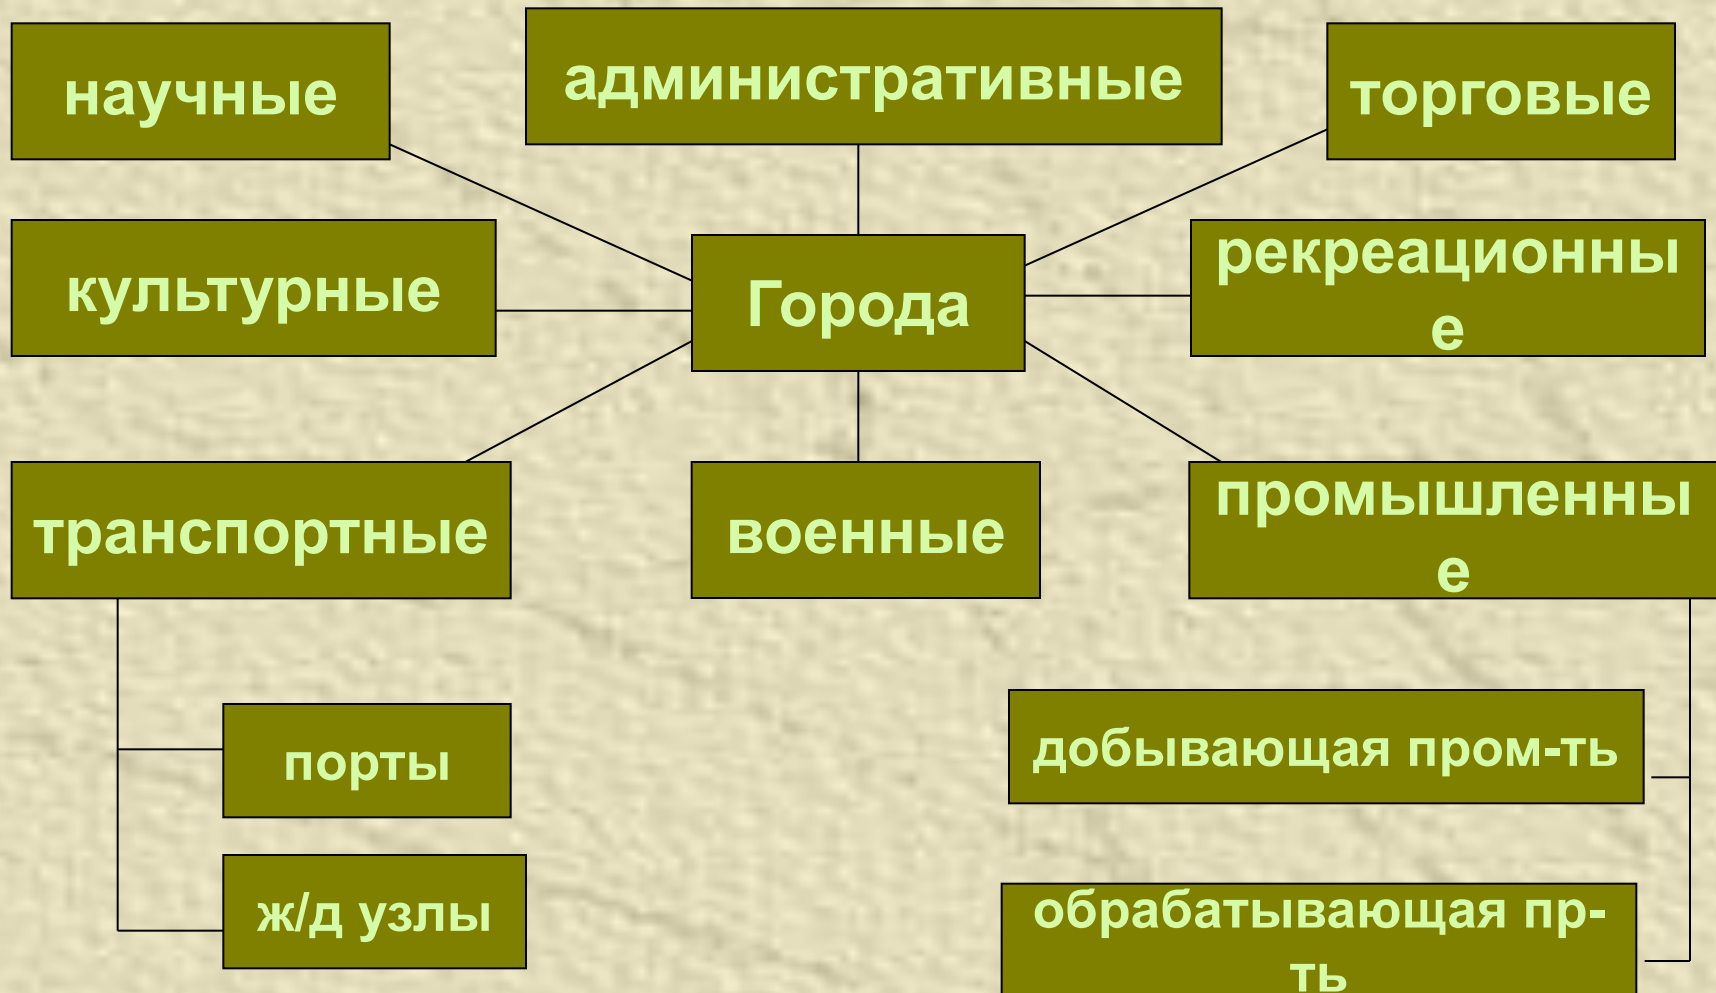 научные
административные
торговые
культурные
Города
рекреационны
е
транспортные
военные
промышленны
е
порты
добывающая пром-ть
ж/д узлы
обрабатывающая пр-
ть